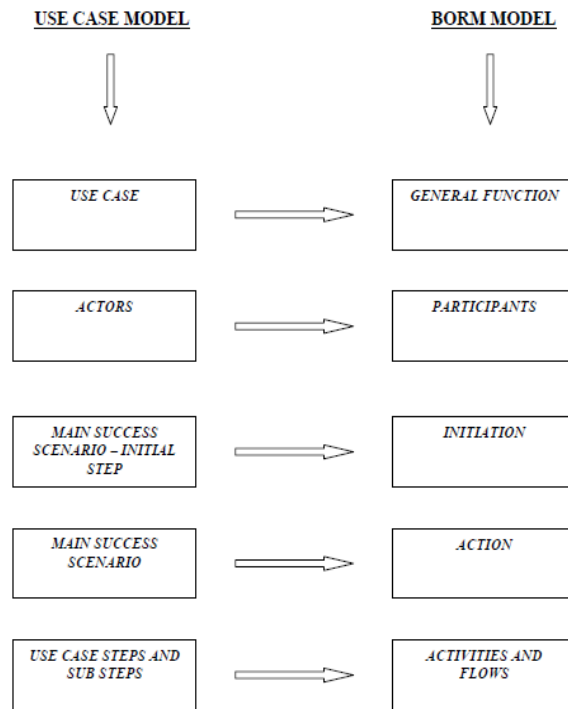 USE CASE MODEL
BORM MODEL
USE CASE
GENERAL FUNCTION
ACTORS
PARTICIPANTS
MAIN SUCCESS
SCENARIO – INITIAL
STEP
INITIATION
MAIN SUCCESS
SCENARIO
ACTION
USE CASE STEPS AND
SUB STEPS
ACTIVITIES AND
FLOWS